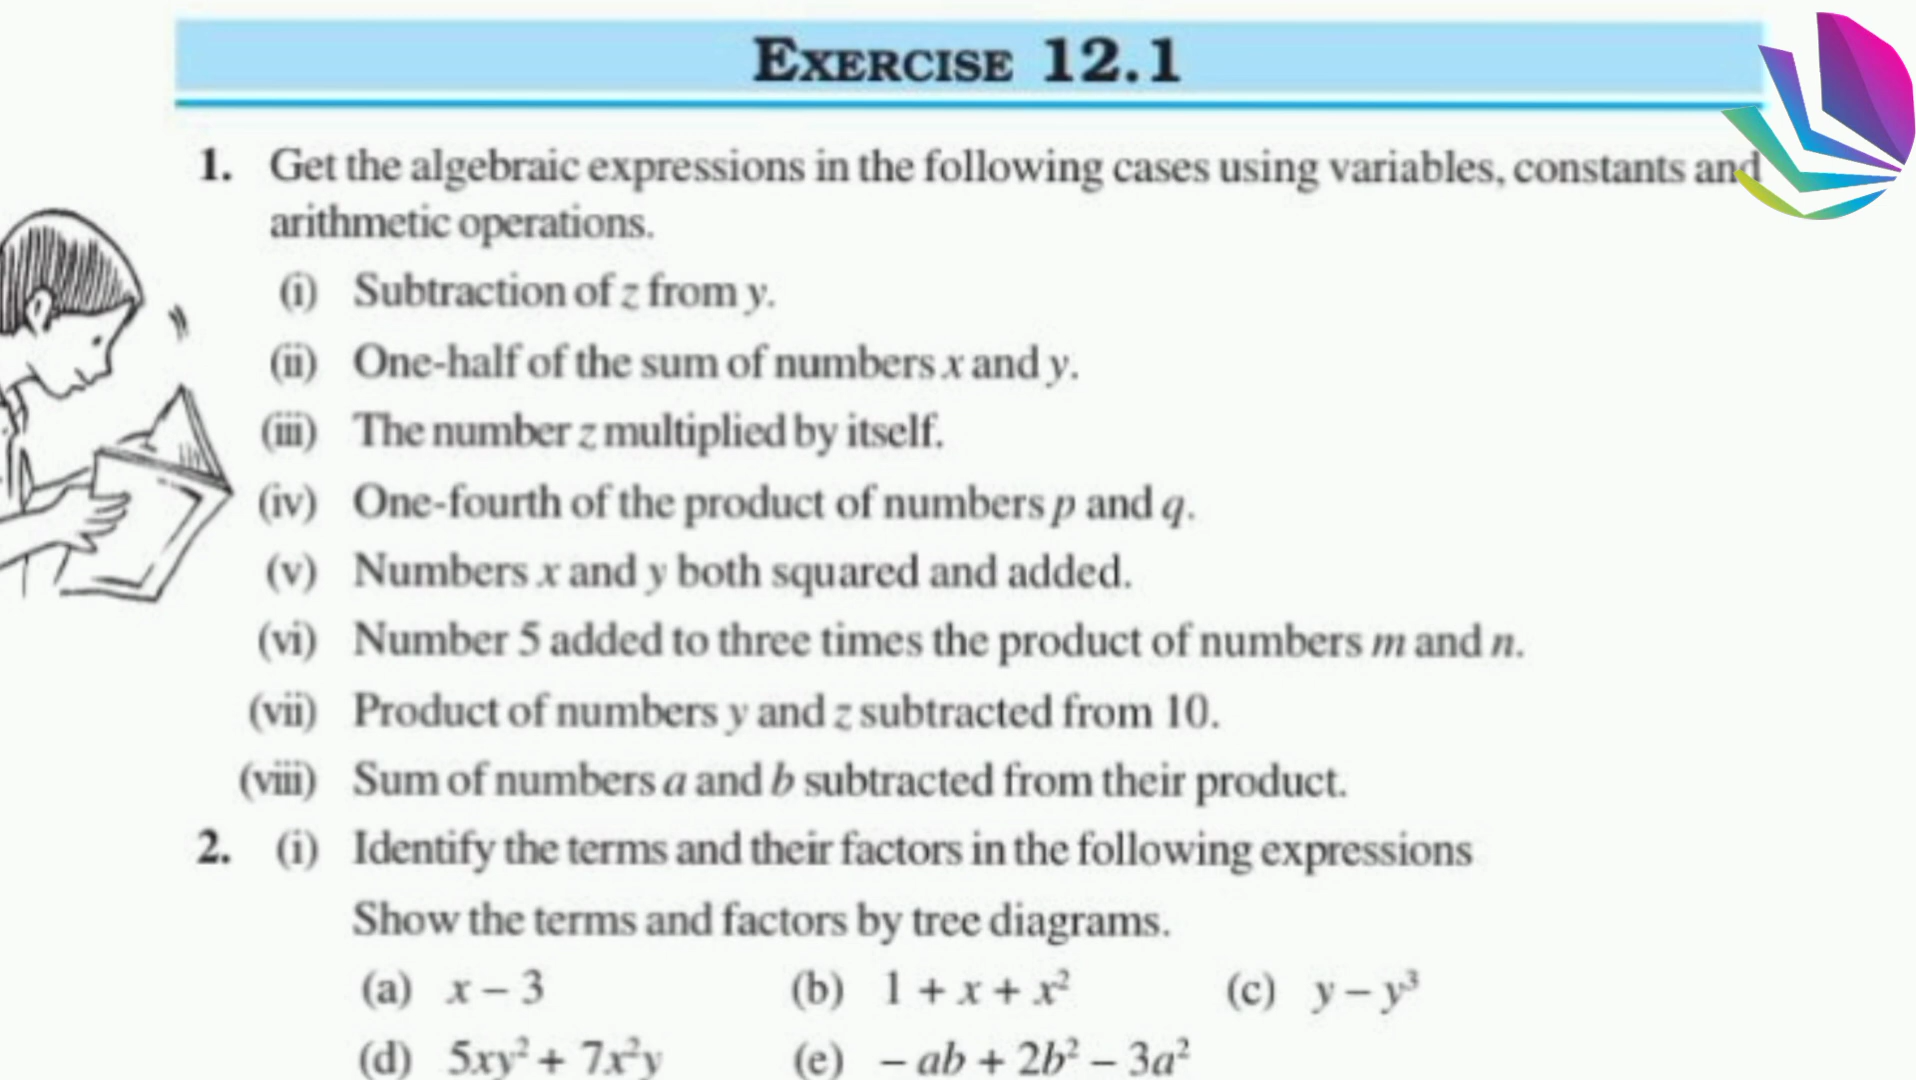 EXERCISE 12.1
1. Get the algebraic expressions in the following cases using variables, constants and
arithmetic operations.
(i) Subtraction of z from y.
(ii) One-half of the sum of numbers x and y.
(iii) The number z multiplied by itself.
(iv) One-fourth of the product of numbers p and q.
(v) Numbers x and y both squared and added.
(vi) Number 5 added to three times the product of numbers m and n.
(vii) Product of numbers y and z subtracted from 10.
(viii) Sum of numbers a and b subtracted from their product.
2. (i) Identify the terms and their factors in the following expressions
Show the terms and factors by tree diagrams.
(a) x – 3 (b) 1 + x + x² (c) y – y³
(d) 5xy² + 7x²y (e) – ab + 2b² – 3a²